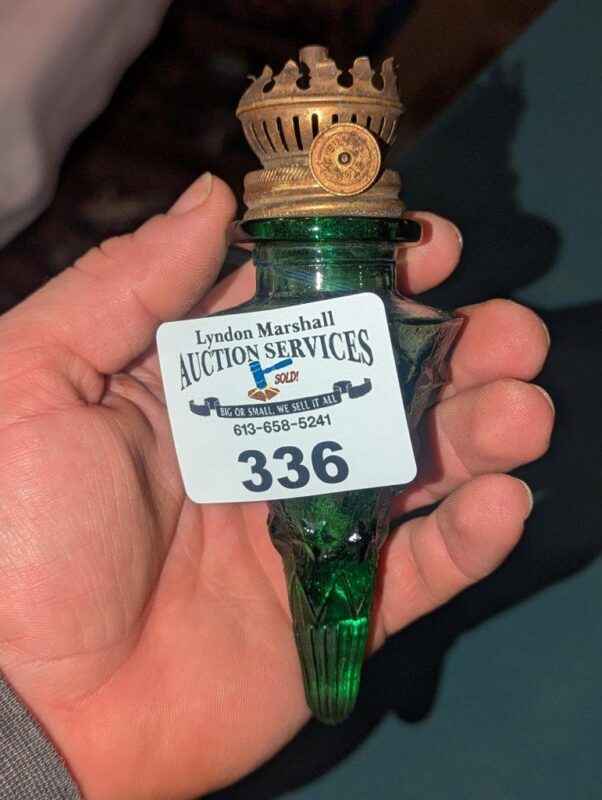 Lyndon Marshall
AUCTION SERVICES
SOLD!
BIG OR SMALL, WE SELL IT ALL
613-658-5241
336